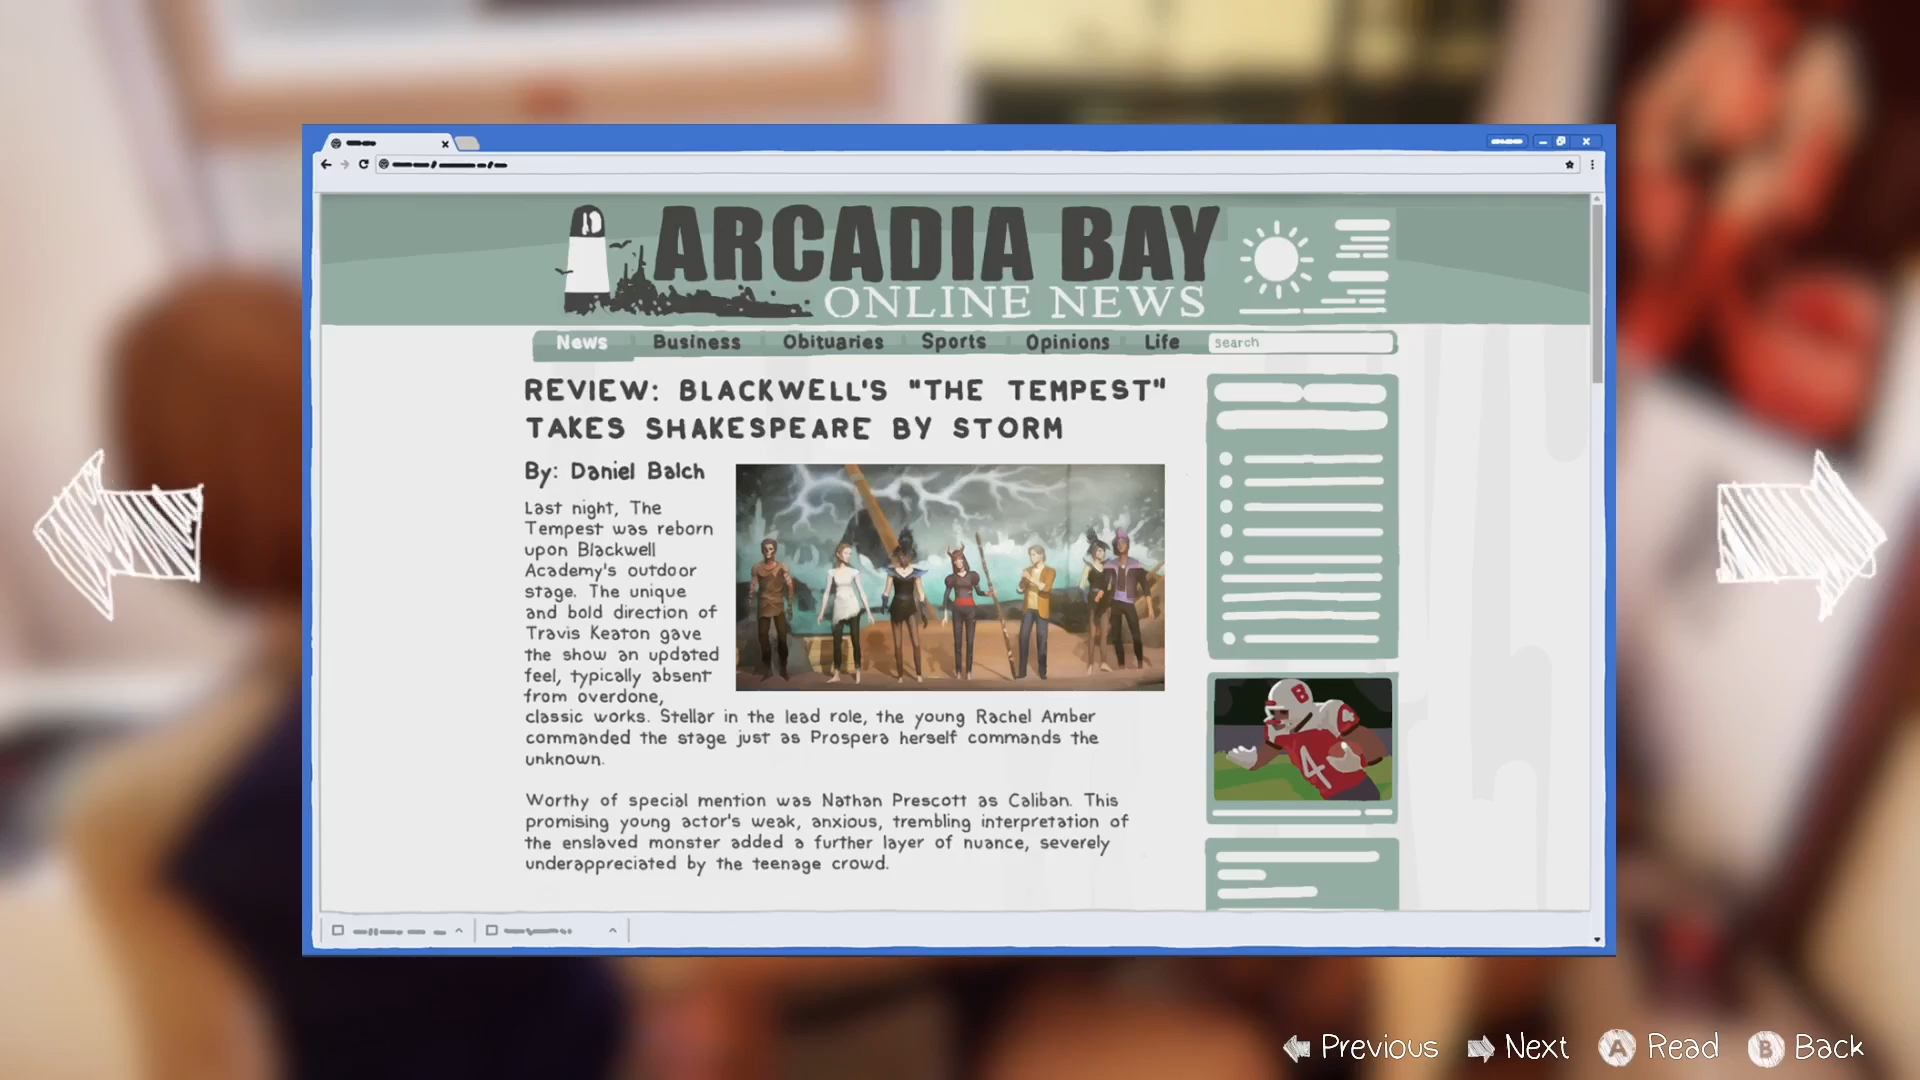 ARCADIA BAY
ONLINE NEWS
News Business Obituaries Sports Opinions Life search
REVIEW: BLACKWELL'S "THE TEMPEST"
TAKES SHAKESPEARE BY STORM
By: Daniel Balch
Last night, The
Tempest was reborn
upon Blackwell
Academy's outdoor
stage. The unique
and bold direction of
Travis Keaton gave
the show an updated
feel, typically absent
from overdone,
classic works. Stellar in the lead role, the young Rachel Amber
commanded the stage just as Prospera herself commands the
unknown.
Worthy of special mention was Nathan Prescott as Caliban. This
promising young actor's weak, anxious, trembling interpretation of
the enslaved monster added a further layer of nuance, severely
underappreciated by the teenage crowd.
B
4
4
Previous Next A Read B Back